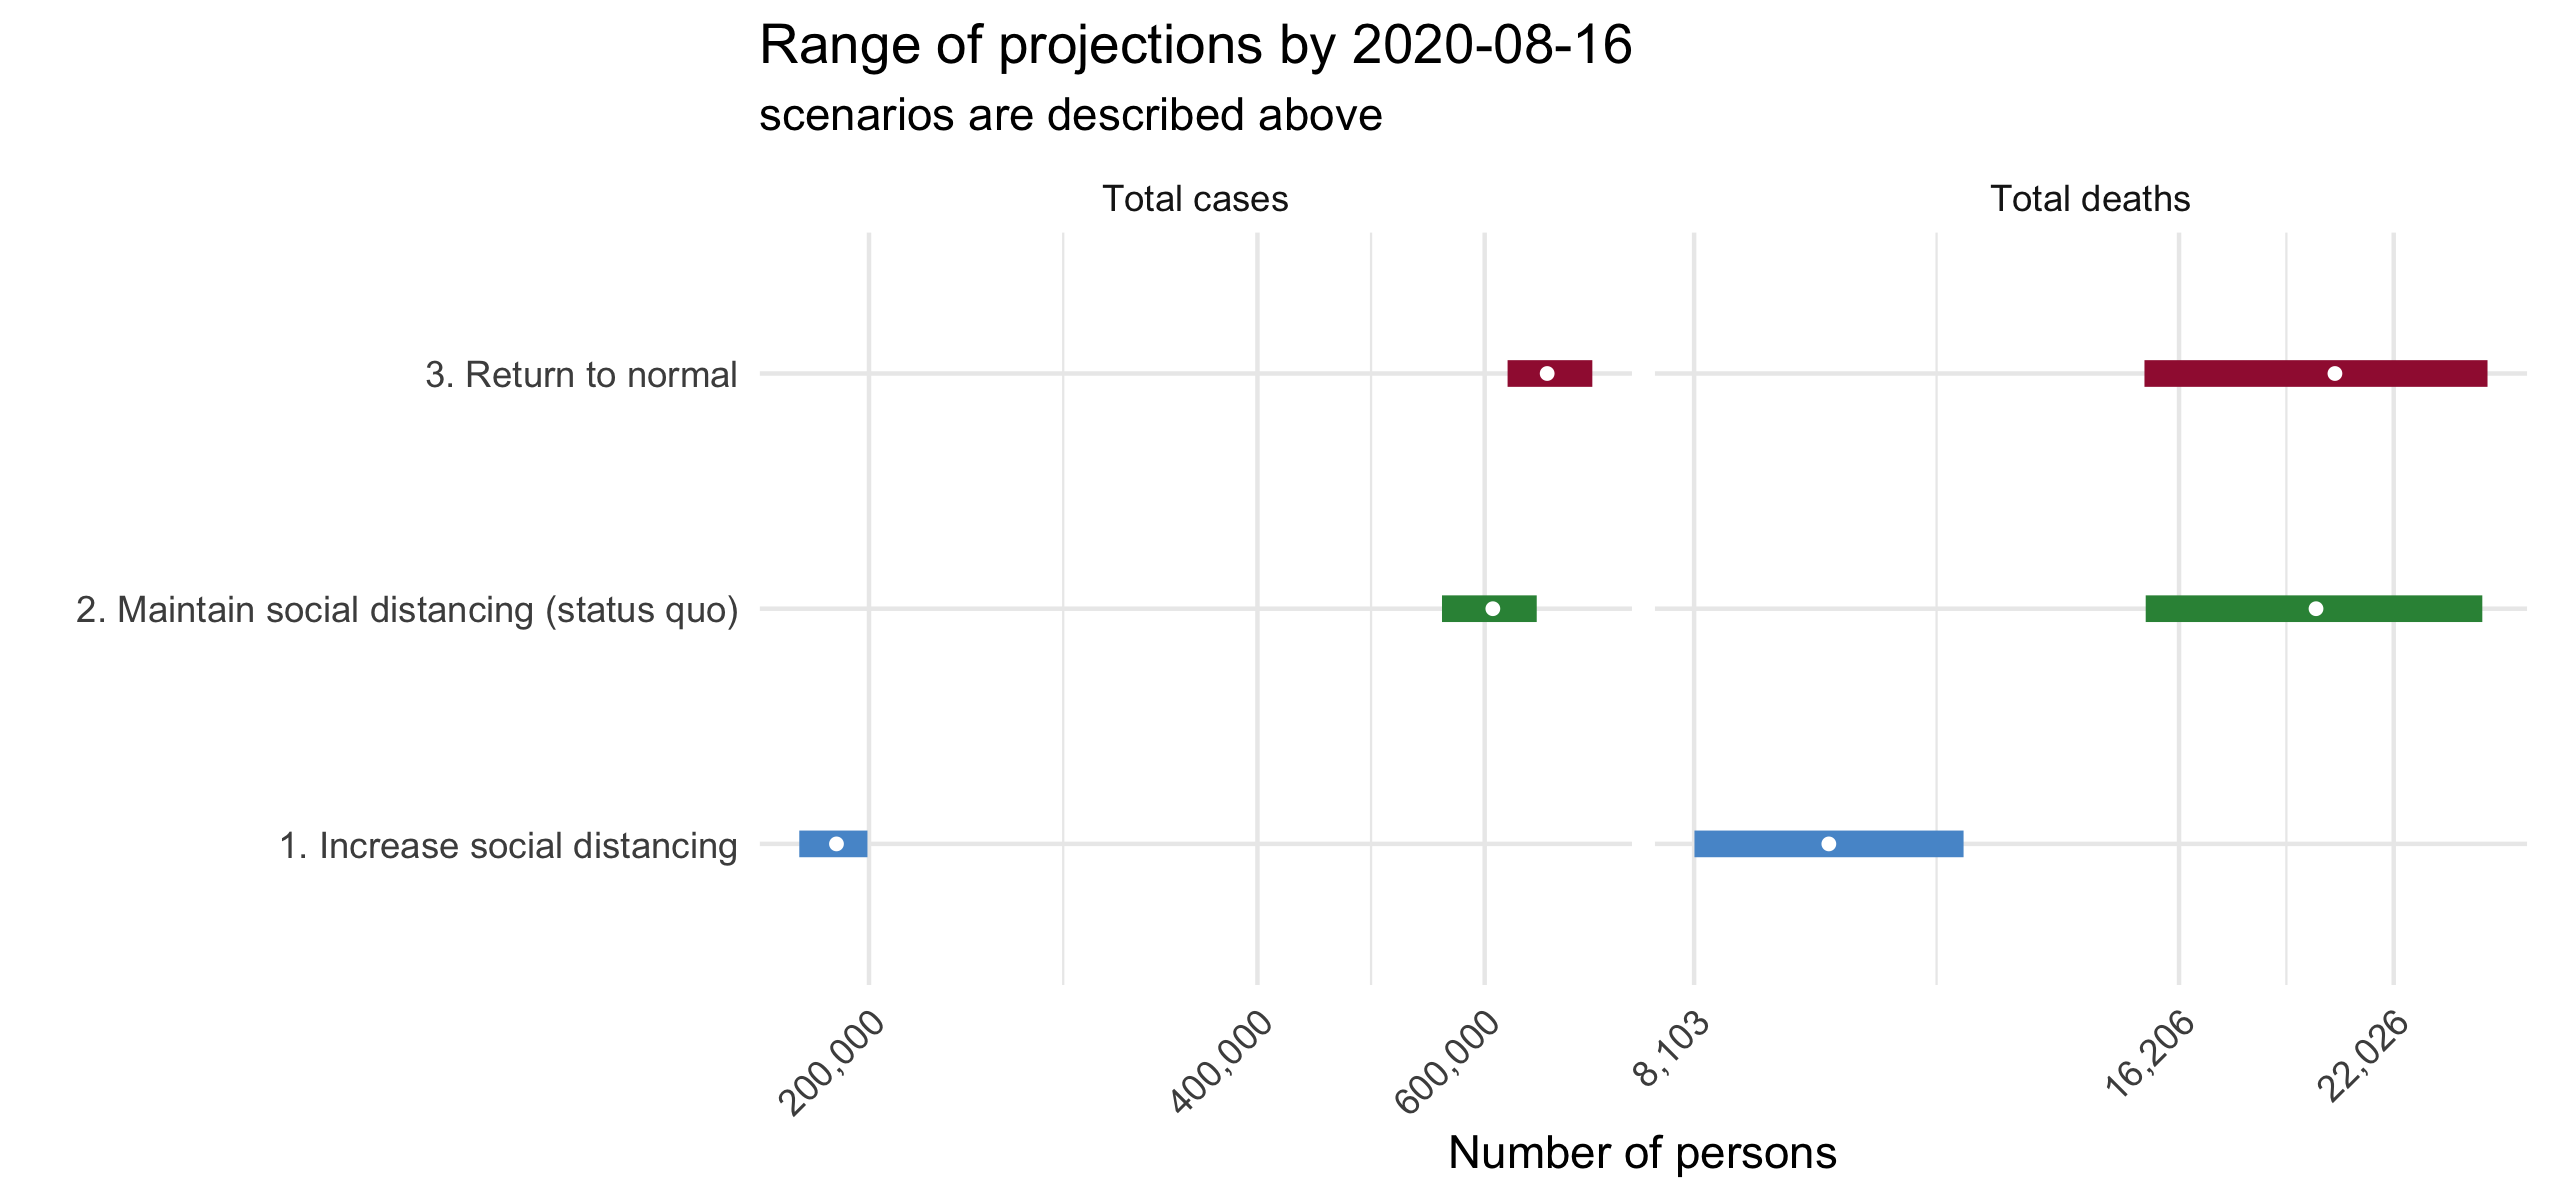 Range of projections by 2020-08-16
scenarios are described above
Total cases
Total deaths
3. Return to normal
2. Maintain social distancing (status quo)
1. Increase social distancing
200,000
400,000
600,000
8,103
16,206
22,026
Number of persons